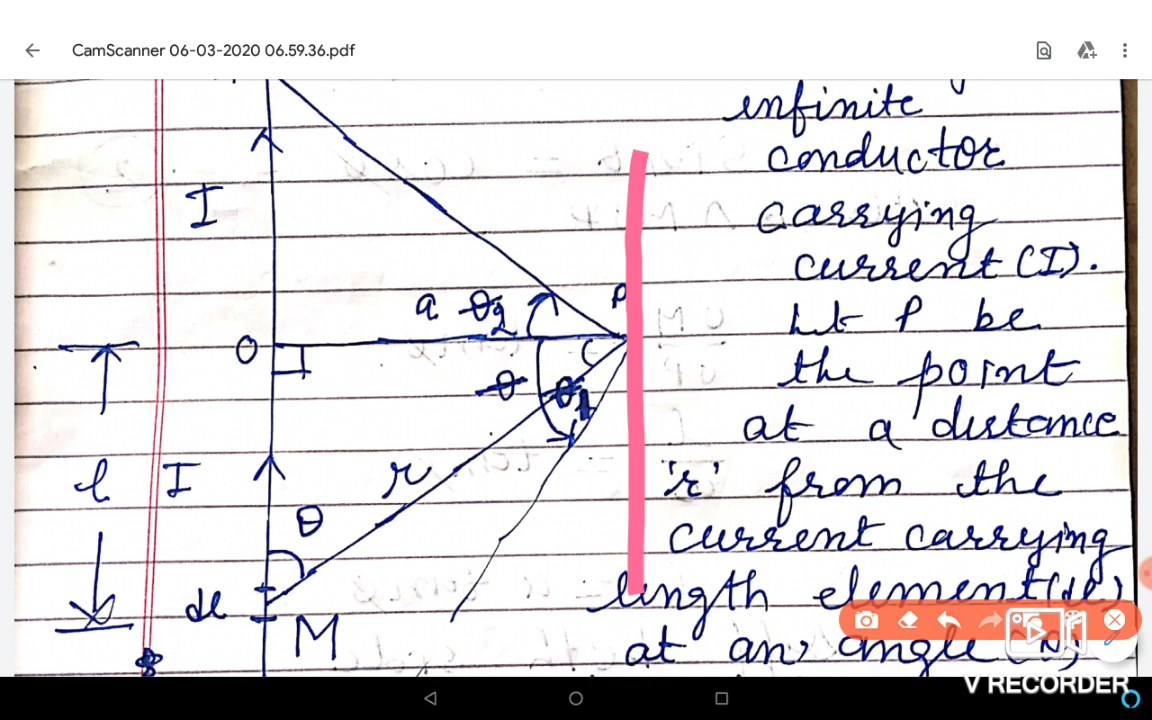 CamScanner 06-03-2020 06.59.36.pdf
infinite
conductor
carrying
current (I).
Let P be
the point
at a distance
'r' from the
current carrying
length element (dl)
at an, angle
I
a θ2
P
O
θ
θ1
l
I
r
θ
dl
M
V RECORDER